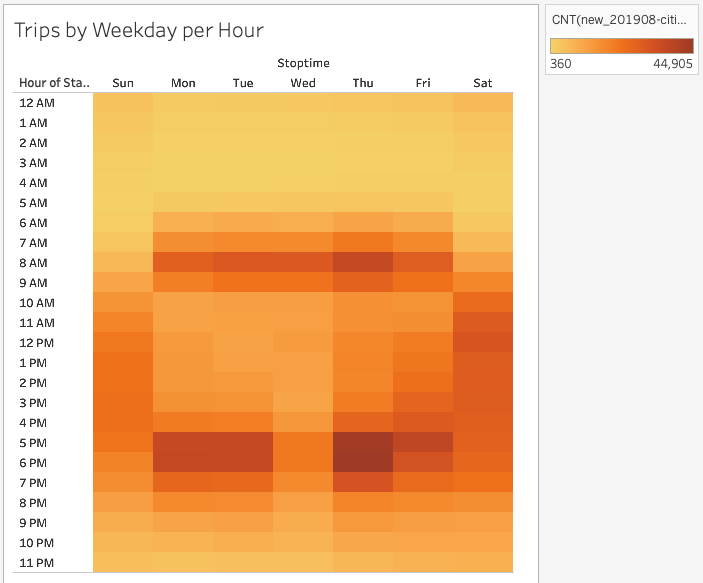 Trips by Weekday per Hour
CNT(new_201908-citi...
360 44,905
Stoptime
Hour of Sta.. Sun Mon Tue Wed Thu Fri Sat
12 AM
1 AM
2 AM
3 AM
4 AM
5 AM
6 AM
7 AM
8 AM
9 AM
10 AM
11 AM
12 PM
1 PM
2 PM
3 PM
4 PM
5 PM
6 PM
7 PM
8 PM
9 PM
10 PM
11 PM